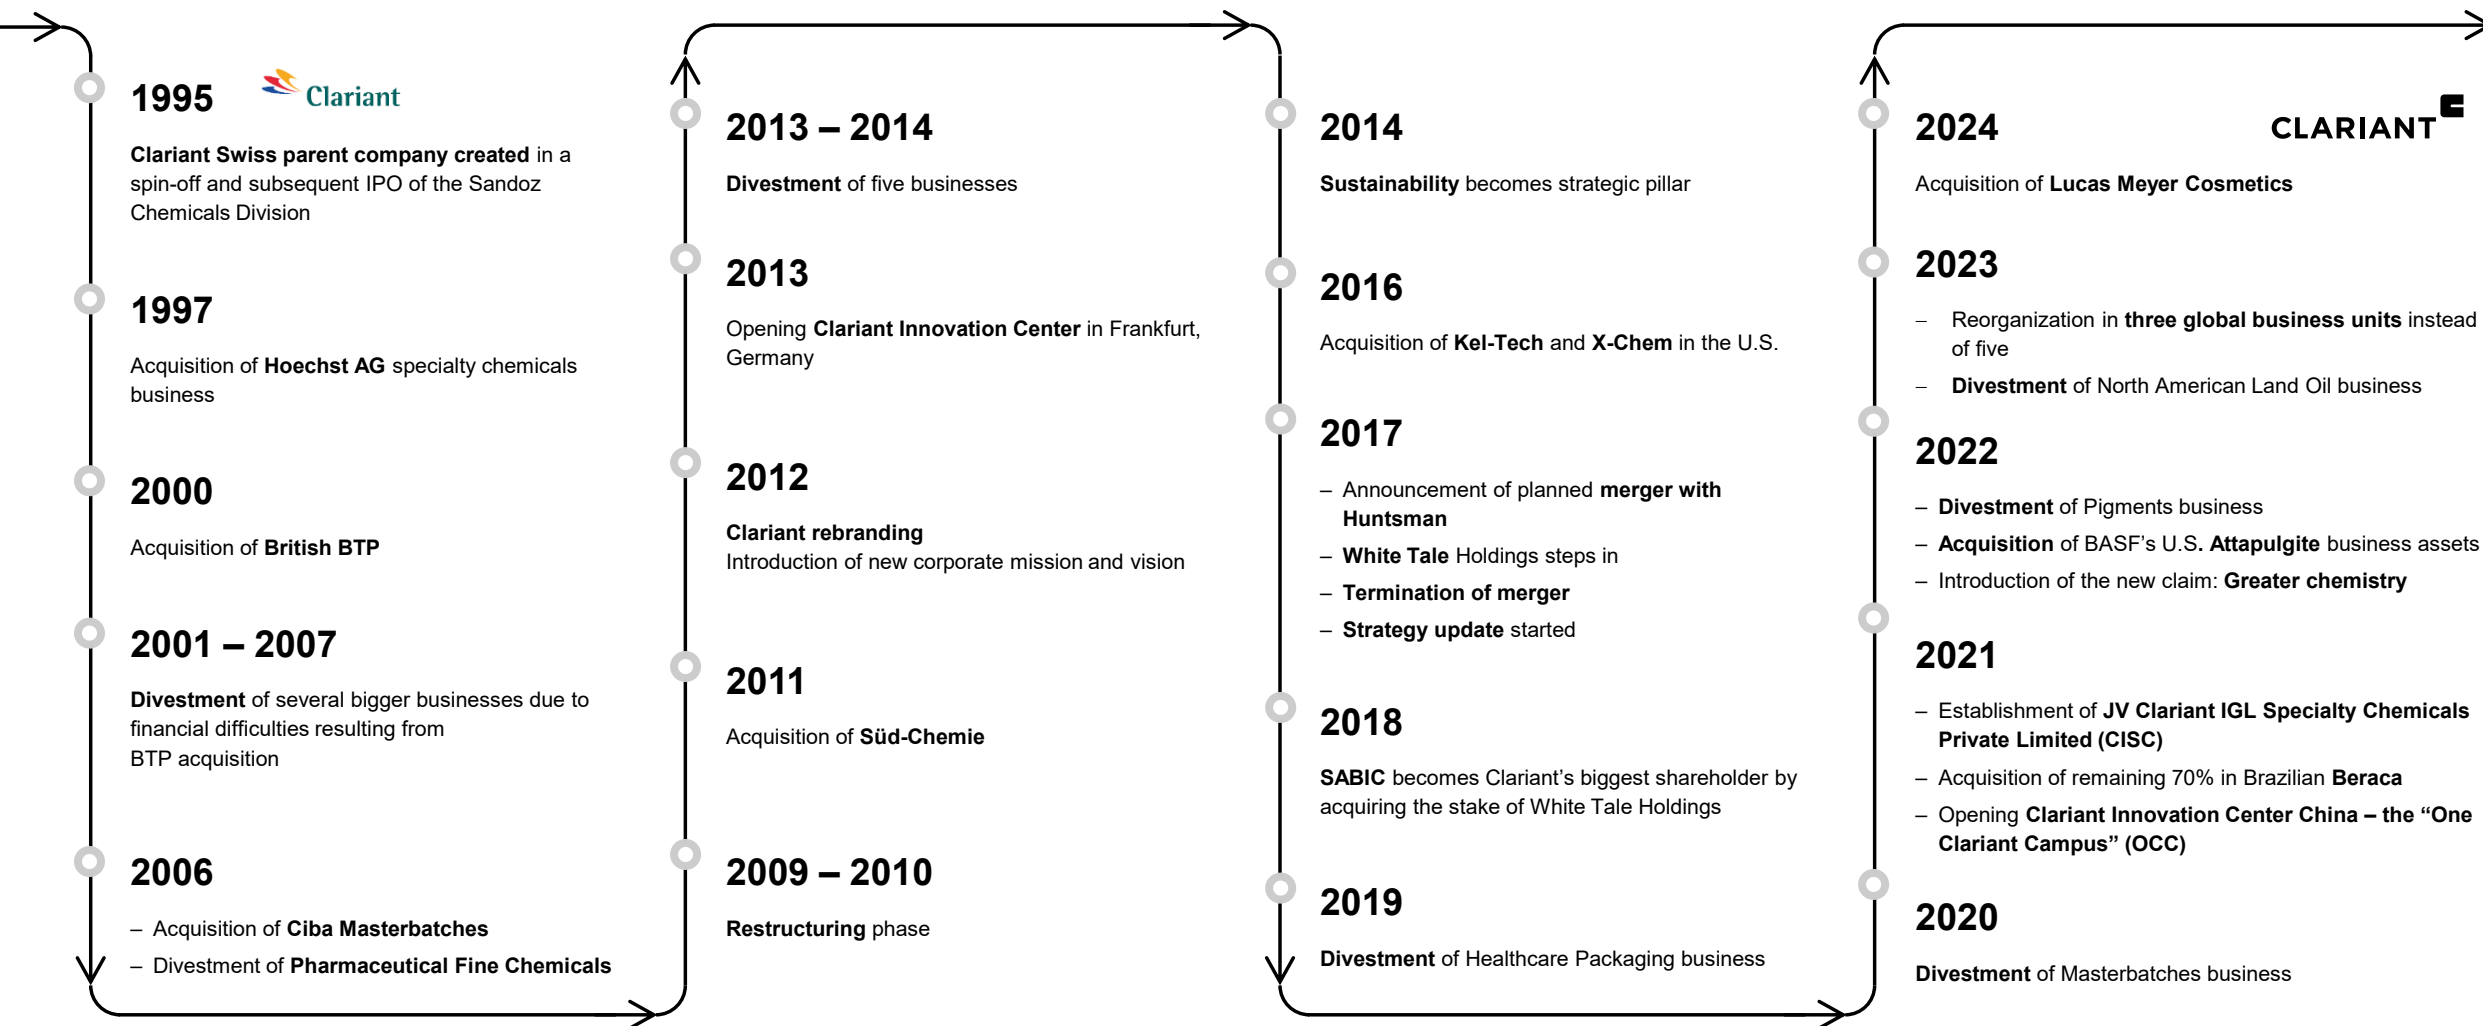 1995
Clariant
Clariant Swiss parent company created in a
spin-off and subsequent IPO of the Sandoz
Chemicals Division
1997
Acquisition of Hoechst AG specialty chemicals
business
2000
Acquisition of British BTP
2001 – 2007
Divestment of several bigger businesses due to
financial difficulties resulting from
BTP acquisition
2006
– Acquisition of Ciba Masterbatches
– Divestment of Pharmaceutical Fine Chemicals
2013 – 2014
Divestment of five businesses
2013
Opening Clariant Innovation Center in Frankfurt,
Germany
2012
Clariant rebranding
Introduction of new corporate mission and vision
2011
Acquisition of Süd-Chemie
2009 – 2010
Restructuring phase
2014
Sustainability becomes strategic pillar
2016
Acquisition of Kel-Tech and X-Chem in the U.S.
2017
– Announcement of planned merger with
Huntsman
– White Tale Holdings steps in
– Termination of merger
– Strategy update started
2018
SABIC becomes Clariant’s biggest shareholder by
acquiring the stake of White Tale Holdings
2019
Divestment of Healthcare Packaging business
2024
CLARIANT
Acquisition of Lucas Meyer Cosmetics
2023
– Reorganization in three global business units instead
of five
– Divestment of North American Land Oil business
2022
– Divestment of Pigments business
– Acquisition of BASF’s U.S. Attapulgite business assets
– Introduction of the new claim: Greater chemistry
2021
– Establishment of JV Clariant IGL Specialty Chemicals
Private Limited (CISC)
– Acquisition of remaining 70% in Brazilian Beraca
– Opening Clariant Innovation Center China – the “One
Clariant Campus” (OCC)
2020
Divestment of Masterbatches business